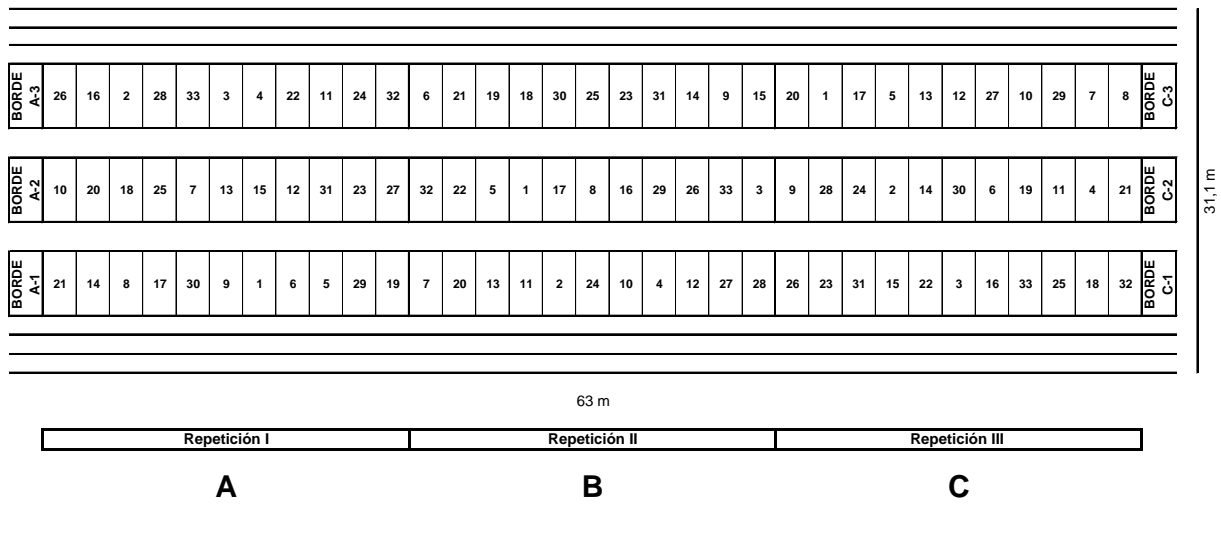 BORDE A-3 26 16 2 28 33 3 4 22 11 24 32 6 21 19 18 30 25 23 31 14 9 15 20 1 17 5 13 12 27 10 29 7 8 BORDE C-3
BORDE A-2 10 20 18 25 7 13 15 12 31 23 27 32 22 5 1 17 8 16 29 26 33 3 9 28 24 2 14 30 6 19 11 4 21 BORDE C-2
31,1 m
BORDE A-1 21 14 8 17 30 9 1 6 5 29 19 7 20 13 11 2 24 10 4 12 27 28 26 23 31 15 22 3 16 33 25 18 32 BORDE C-1
63 m
Repetición I Repetición II Repetición III
A B C